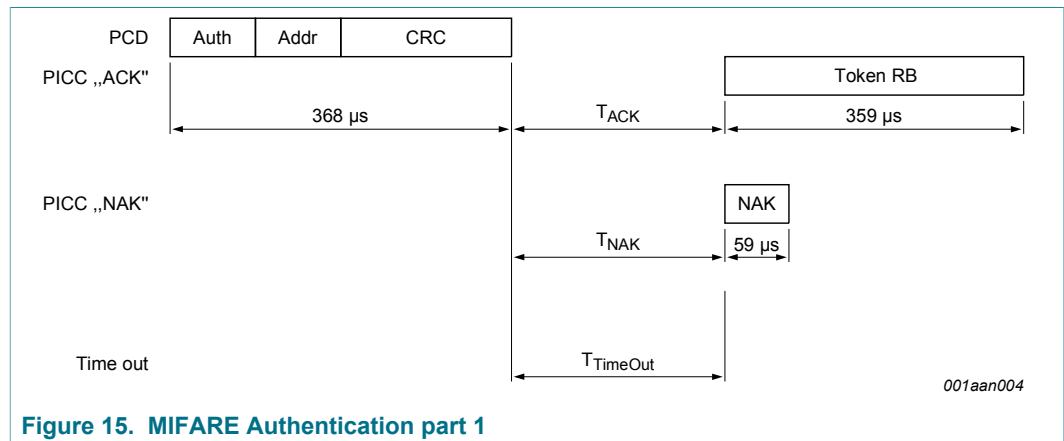 PCD Auth Addr CRC
PICC ,,ACK" Token RB
368 µs TACK 359 µs
PICC ,,NAK" NAK
TNAK 59 µs
Time out TTimeOut
001aan004
Figure 15. MIFARE Authentication part 1